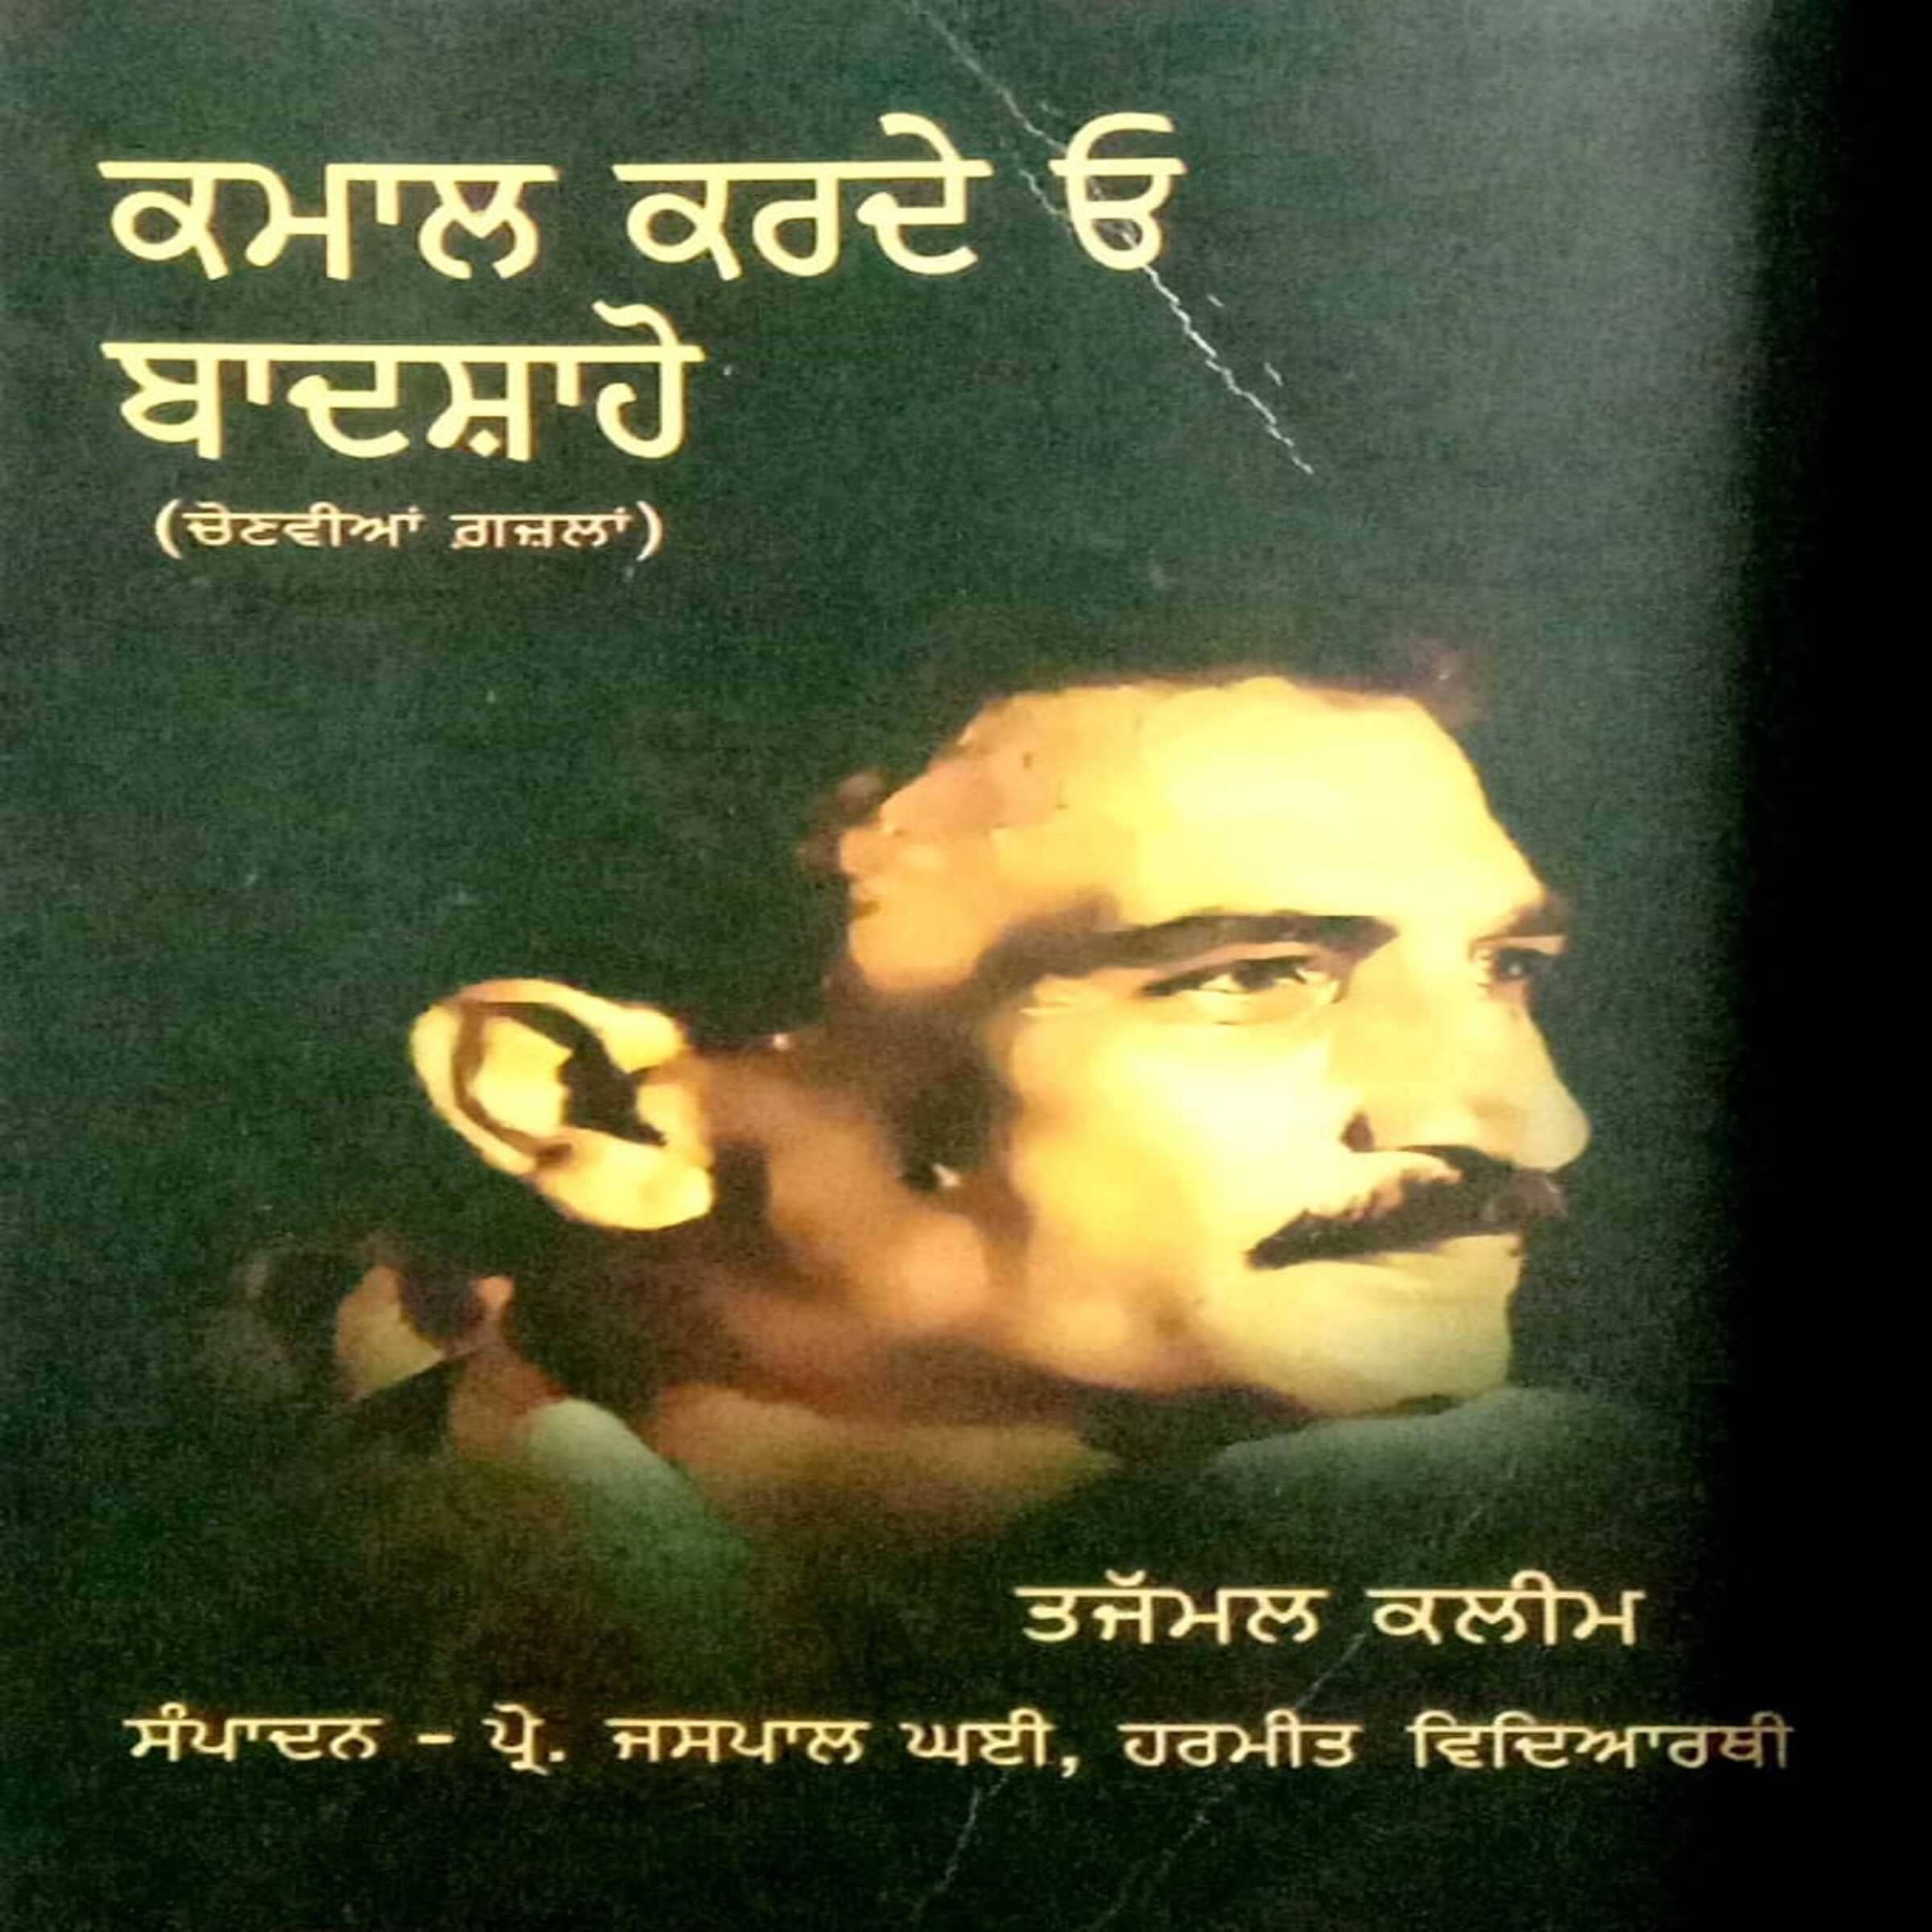 ਕਮਾਲ ਕਰਦੇ ਓ
ਬਾਦਸ਼ਾਹੋ
(ਚੋਣਵੀਆਂ ਗ਼ਜ਼ਲਾਂ)
ਤਜੱਮਲ ਕਲੀਮ
ਸੰਪਾਦਨ - ਪ੍ਰੋ. ਜਸਪਾਲ ਘਈ, ਹਰਮੀਤ ਵਿਦਿਆਰਥੀ